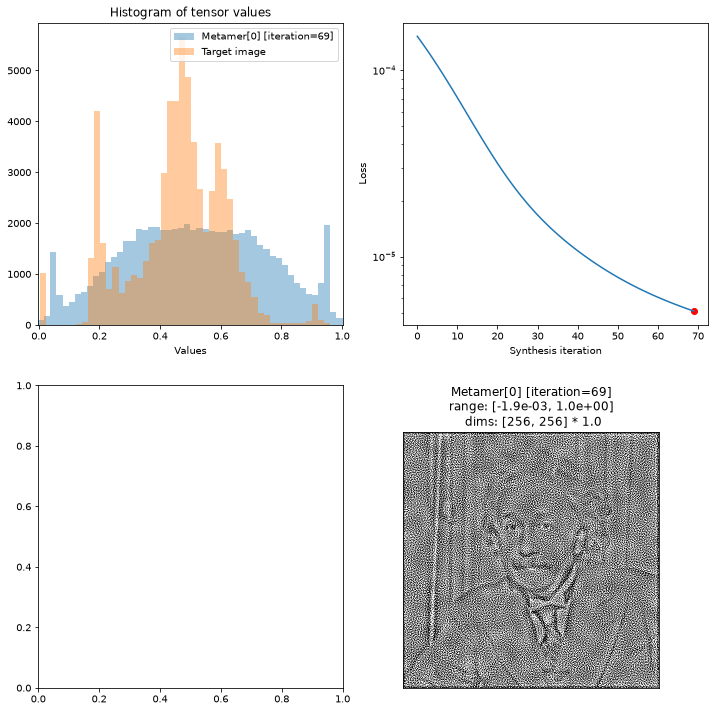 Histogram of tensor values
Metamer[0] [iteration=69]
Target image
5000
4000
3000
2000
1000
0
0.0 0.2 0.4 0.6 0.8 1.0
Values
10⁻⁴
10⁻⁵
Loss
0 10 20 30 40 50 60 70
Synthesis iteration
1.0
0.8
0.6
0.4
0.2
0.0
0.0 0.2 0.4 0.6 0.8 1.0
Metamer[0] [iteration=69]
range: [-1.9e-03, 1.0e+00]
dims: [256, 256] * 1.0